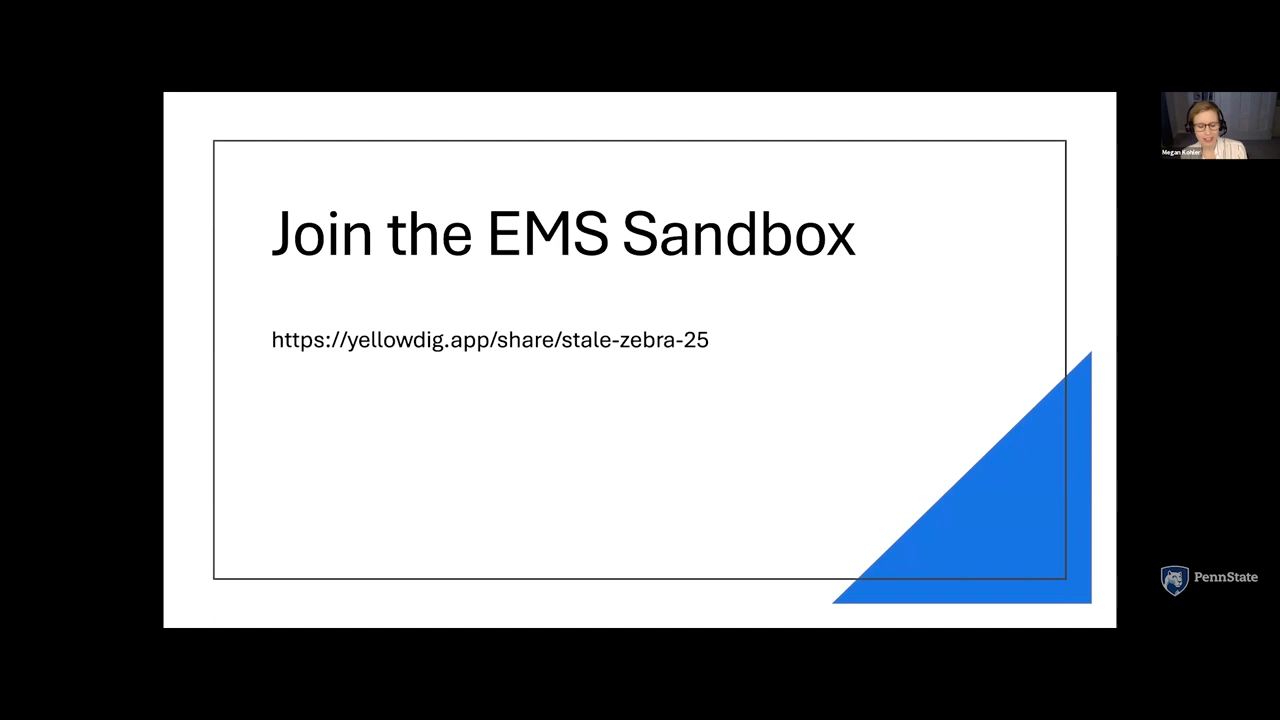 Join the EMS Sandbox
https://yellowdig.app/share/stale-zebra-25
Megan Kohler
PennState